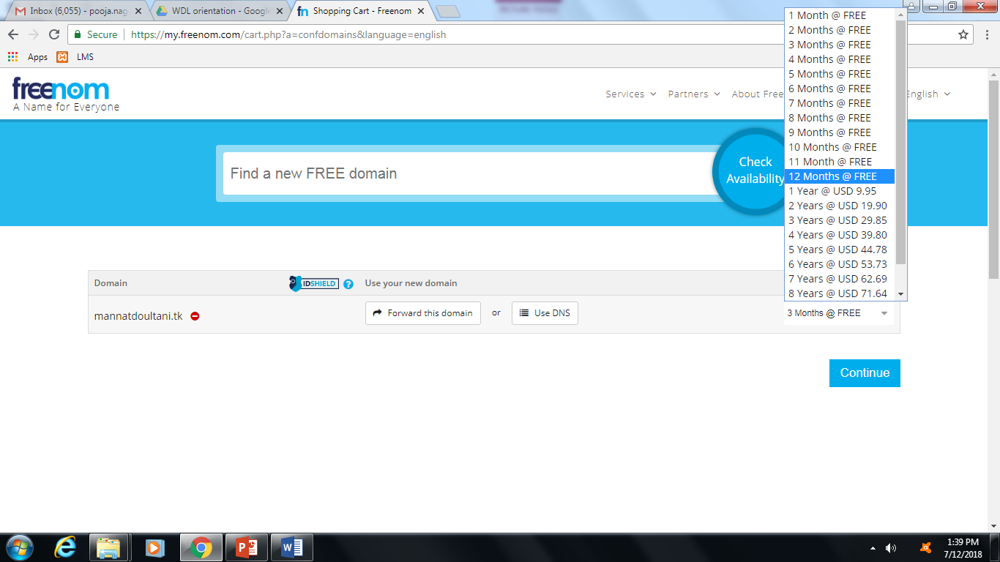 Inbox (6,055) - pooja.nag
WDL orientation - Google
Shopping Cart - Freenom
Secure
https://my.freenom.com/cart.php?a=confdomains&language=english
Apps
LMS
freenom
A Name for Everyone
Services
Partners
About Free
English
Find a new FREE domain
Check
Availability
1 Month @ FREE
2 Months @ FREE
3 Months @ FREE
4 Months @ FREE
5 Months @ FREE
6 Months @ FREE
7 Months @ FREE
8 Months @ FREE
9 Months @ FREE
10 Months @ FREE
11 Month @ FREE
12 Months @ FREE
1 Year @ USD 9.95
2 Years @ USD 19.90
3 Years @ USD 29.85
4 Years @ USD 39.80
5 Years @ USD 44.78
6 Years @ USD 53.73
7 Years @ USD 62.69
8 Years @ USD 71.64
Domain
IDSHIELD
?
Use your new domain
mannatdoultani.tk
Forward this domain
or
Use DNS
3 Months @ FREE
Continue
1:39 PM
7/12/2018